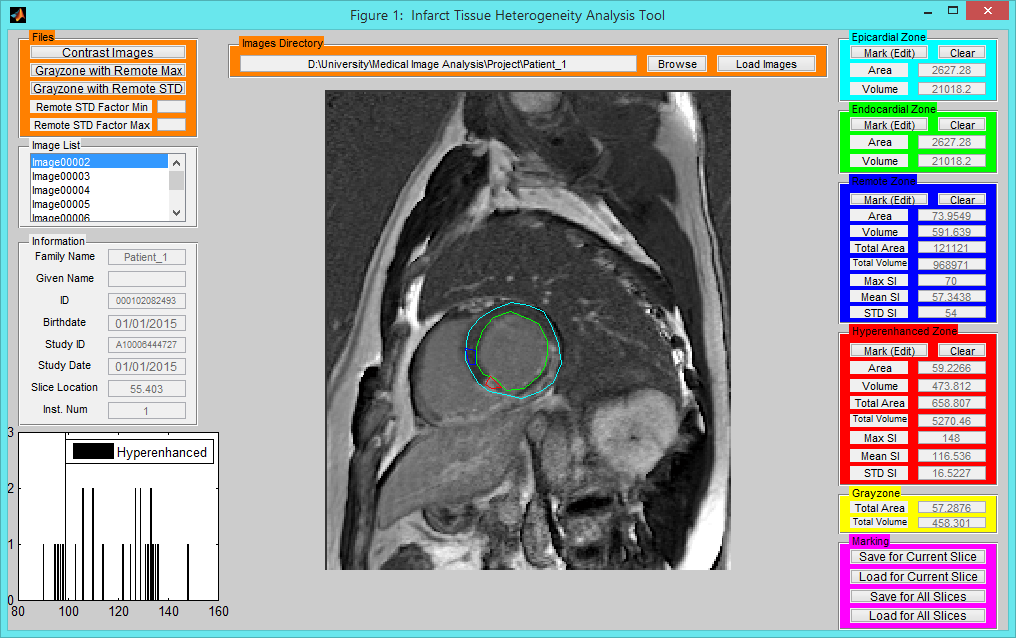 Figure 1: Infarct Tissue Heterogeneity Analysis Tool
Files
Contrast Images
Grayzone with Remote Max
Grayzone with Remote STD
Remote STD Factor Min
Remote STD Factor Max
Image List
Image00002
Image00003
Image00004
Image00005
Image00006
Information
Family Name Patient_1
Given Name
ID 000102082493
Birthdate 01/01/2015
Study ID A10006444727
Study Date 01/01/2015
Slice Location 55.403
Inst. Num 1
3
Hyperenhanced
2
1
0
80 100 120 140 160
Images Directory
D:\University\Medical Image Analysis\Project\Patient_1 Browse Load Images
Epicardial Zone
Mark (Edit) Clear
Area 2627.28
Volume 21018.2
Endocardial Zone
Mark (Edit) Clear
Area 2627.28
Volume 21018.2
Remote Zone
Mark (Edit) Clear
Area 73.9549
Volume 591.639
Total Area 121121
Total Volume 968971
Max SI 70
Mean SI 57.3438
STD SI 54
Hyperenhanced Zone
Mark (Edit) Clear
Area 59.2266
Volume 473.812
Total Area 658.807
Total Volume 5270.46
Max SI 148
Mean SI 116.536
STD SI 16.5227
Grayzone
Total Area 57.2876
Total Volume 458.301
Marking
Save for Current Slice
Load for Current Slice
Save for All Slices
Load for All Slices